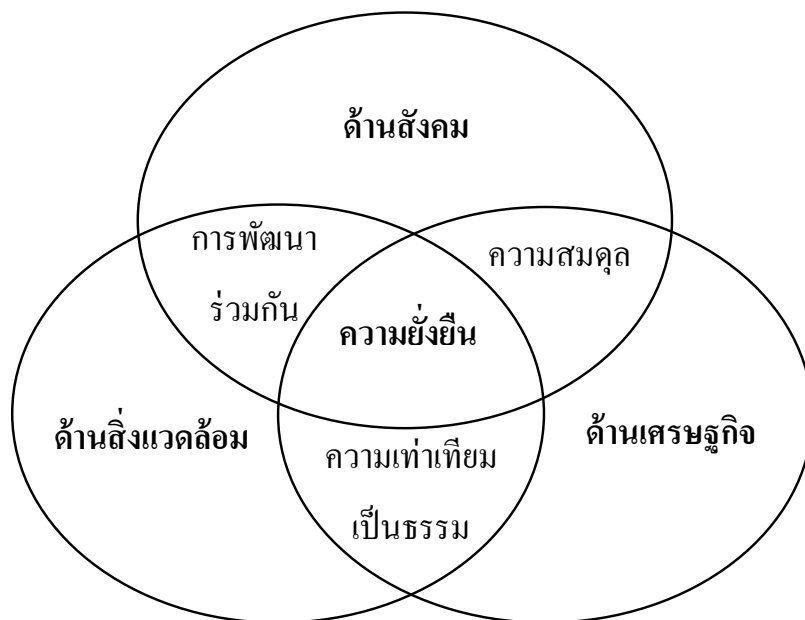 ด้านสังคม
การพัฒนา
ร่วมกัน
ความสมดุล
ความยั่งยืน
ด้านสิ่งแวดล้อม
ด้านเศรษฐกิจ
ความเท่าเทียม
เป็นธรรม